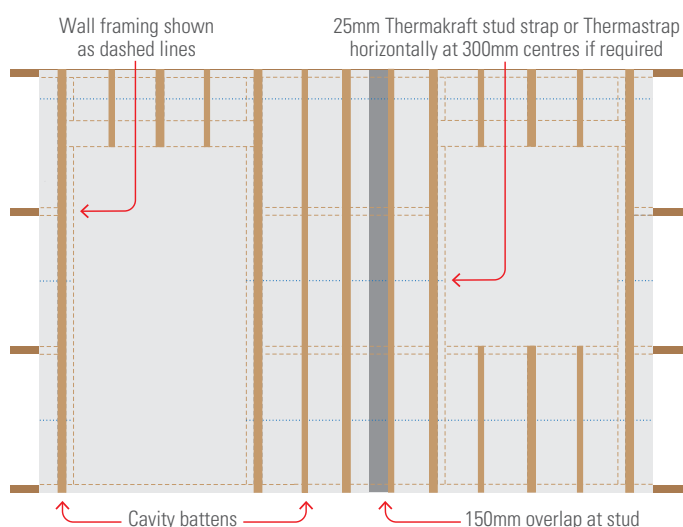 Wall framing shown
as dashed lines
25mm Thermakraft stud strap or Thermastrap
horizontally at 300mm centres if required
Cavity battens
150mm overlap at stud